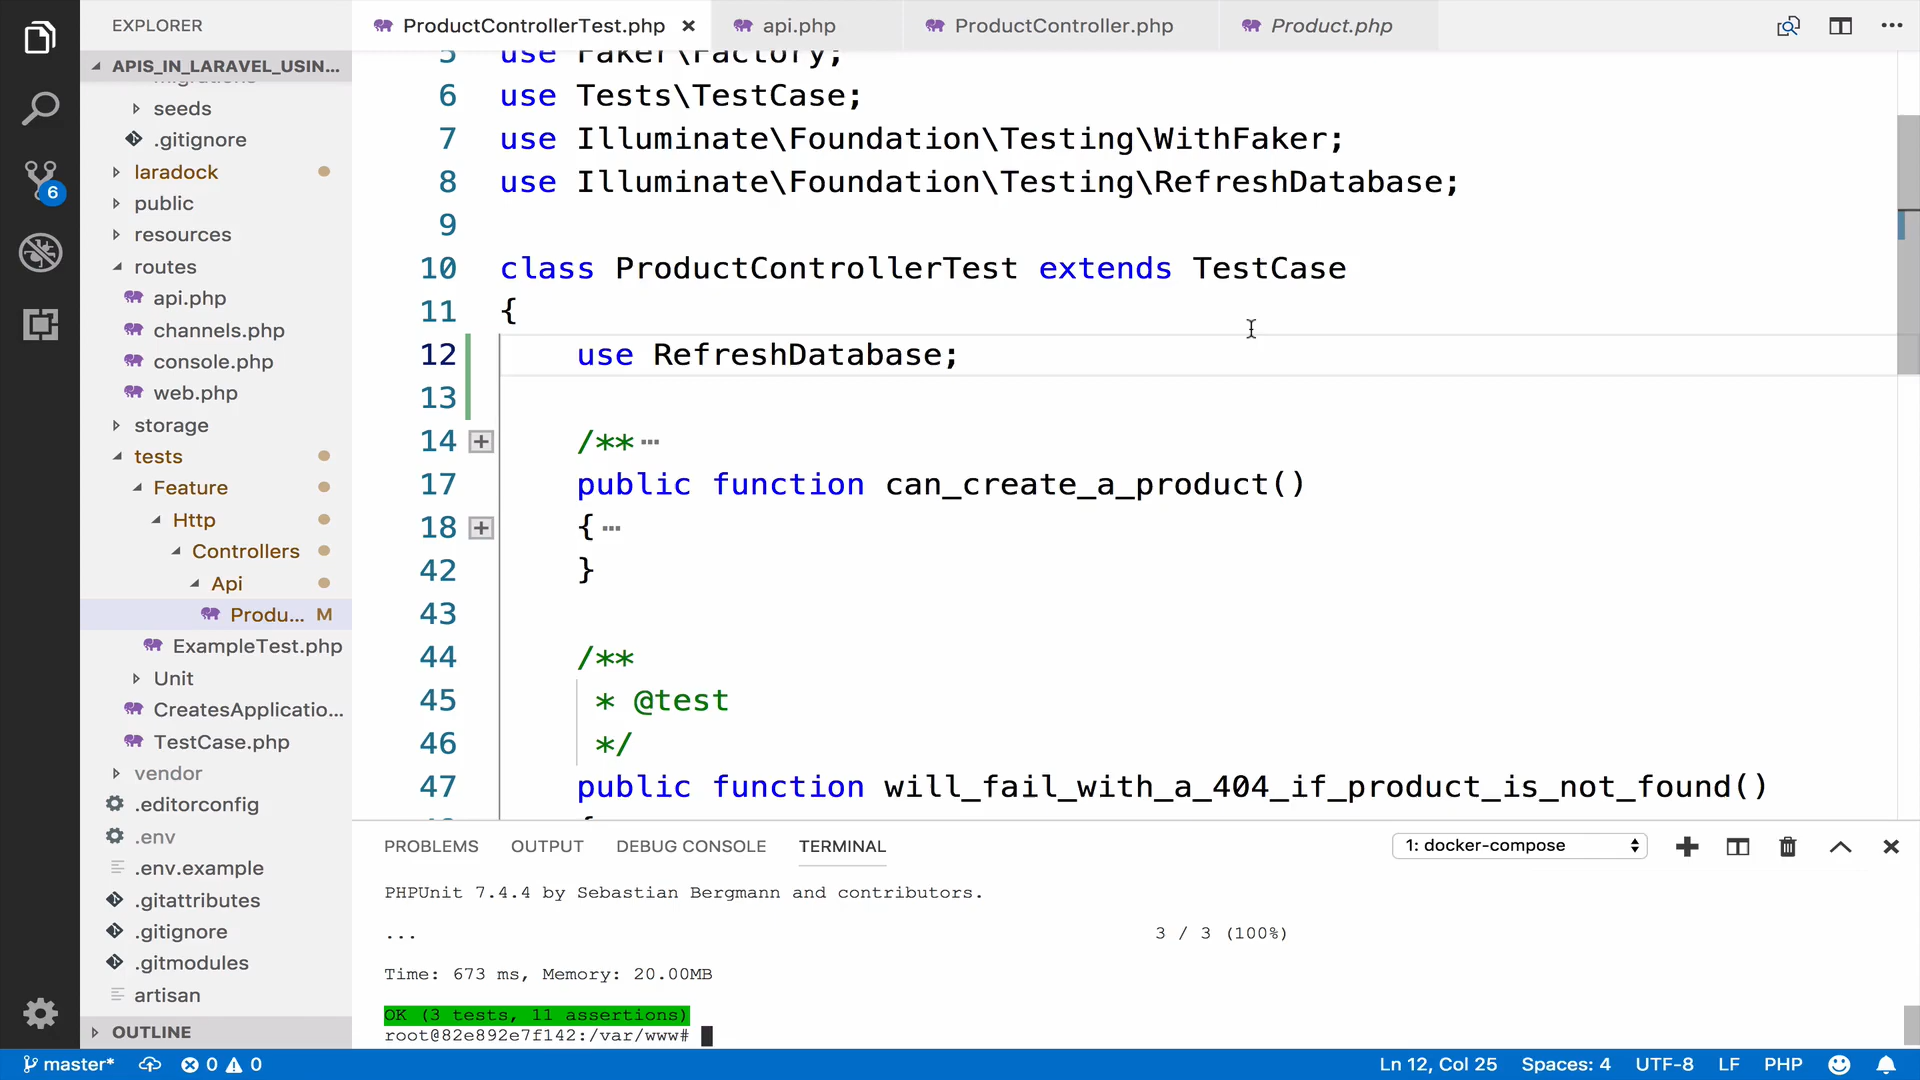 EXPLORER
ProductControllerTest.php
api.php
ProductController.php
Product.php
APIS_IN_LARAVEL_USIN...
migrations
seeds
.gitignore
laradock
public
resources
routes
api.php
channels.php
console.php
web.php
storage
tests
Feature
Http
Controllers
Api
Produ... M
ExampleTest.php
Unit
CreatesApplicatio...
TestCase.php
vendor
.editorconfig
.env
.env.example
.gitattributes
.gitignore
.gitmodules
artisan
OUTLINE
6
5 use Faker\Factory;
6 use Tests\TestCase;
7 use Illuminate\Foundation\Testing\WithFaker;
8 use Illuminate\Foundation\Testing\RefreshDatabase;
9
10 class ProductControllerTest extends TestCase
11 {
12 use RefreshDatabase;
13
14 /** ...
17 public function can_create_a_product()
18 { ...
42 }
43
44 /**
45 * @test
46 */
47 public function will_fail_with_a_404_if_product_is_not_found()
PROBLEMS OUTPUT DEBUG CONSOLE TERMINAL 1: docker-compose
PHPUnit 7.4.4 by Sebastian Bergmann and contributors.
... 3 / 3 (100%)
Time: 673 ms, Memory: 20.00MB
OK (3 tests, 11 assertions)
root@82e892e7f142:/var/www#
master* 0 0 Ln 12, Col 25 Spaces: 4 UTF-8 LF PHP